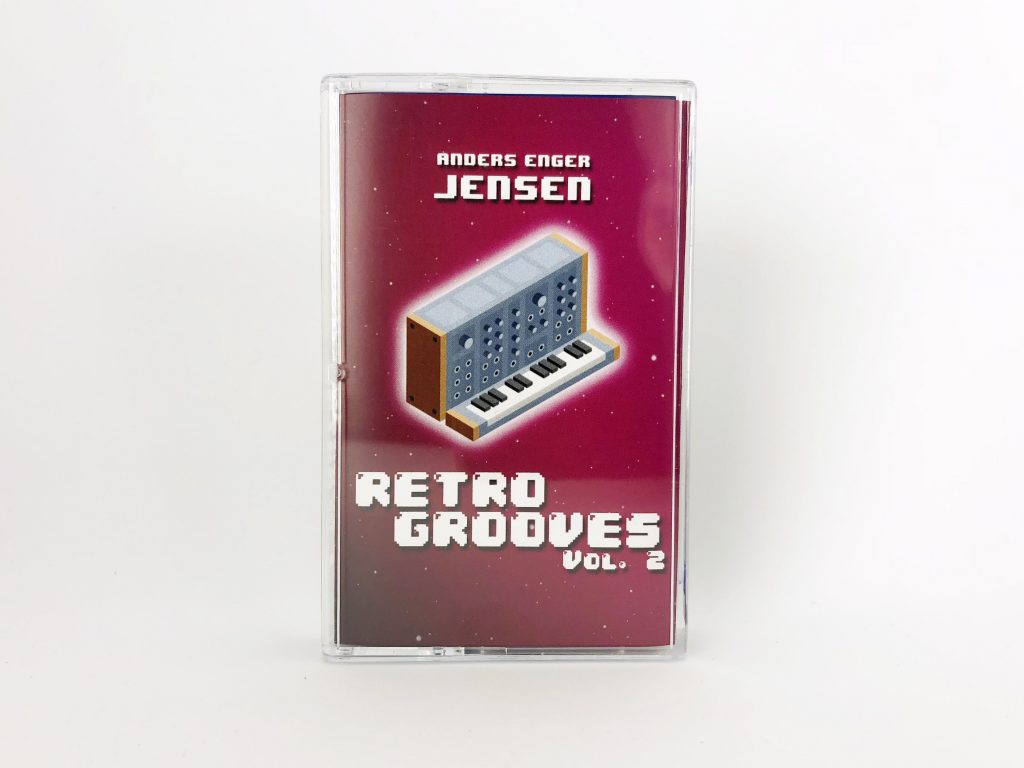 ANDERS ENGER
JENSEN
RETRO
GROOVES
VOL. 2